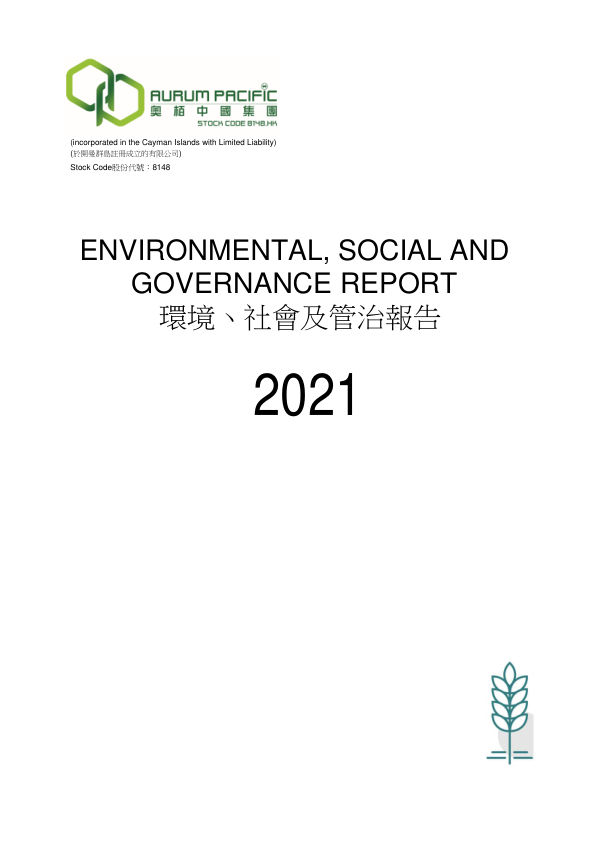 AURUM PACIFIC
奧栢中國集團
STOCK CODE 8148.HK
(incorporated in the Cayman Islands with Limited Liability)
(於開曼群島註冊成立的有限公司)
Stock Code股份代號：8148
ENVIRONMENTAL, SOCIAL AND
GOVERNANCE REPORT
環境、社會及管治報告
2021